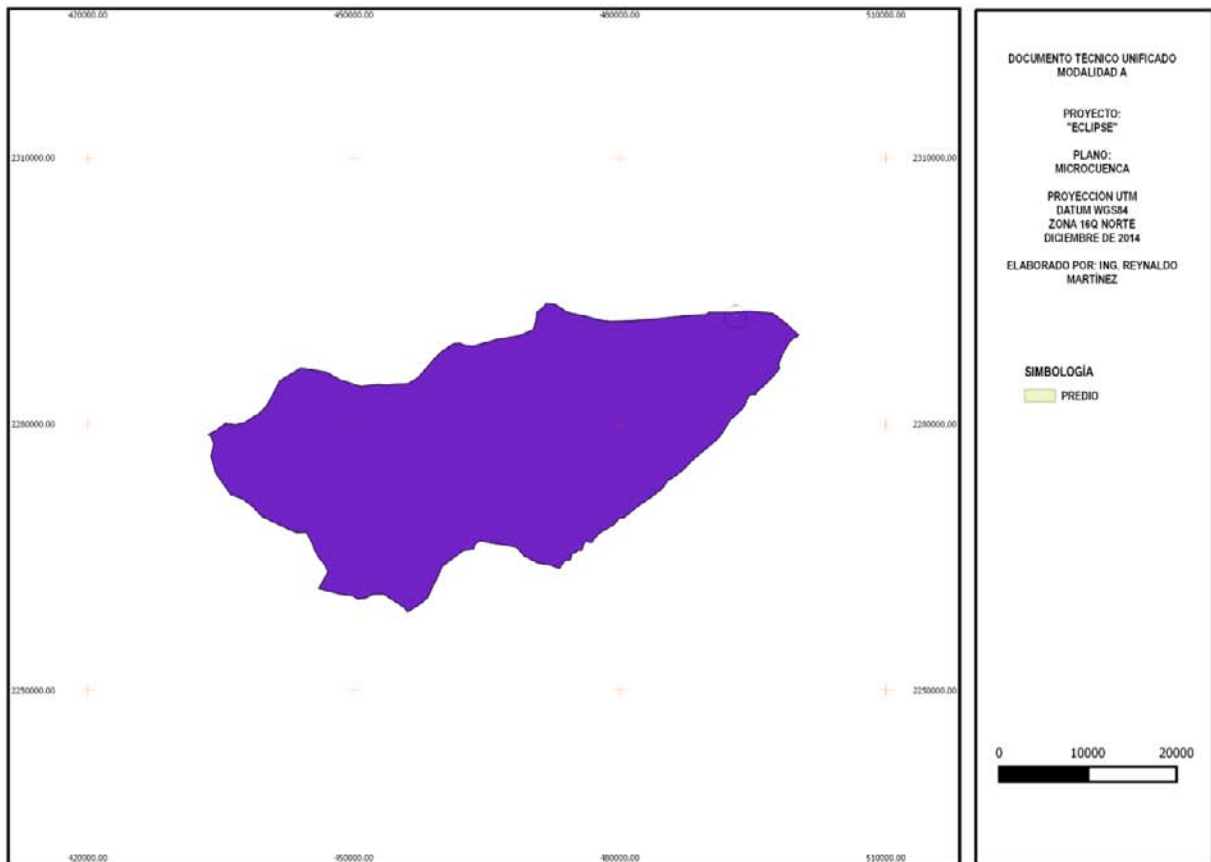 420000.00 450000.00 480000.00 510000.00
2310000.00 2310000.00
2280000.00 2280000.00
2250000.00 2250000.00
420000.00 450000.00 480000.00 510000.00
DOCUMENTO TÉCNICO UNIFICADO
MODALIDAD A
PROYECTO:
"ECLIPSE"
PLANO:
MICROCUENCA
PROYECCIÓN UTM
DATUM WGS84
ZONA 16Q NORTE
DICIEMBRE DE 2014
ELABORADO POR: ING. REYNALDO
MARTÍNEZ
SIMBOLOGÍA
PREDIO
0 10000 20000